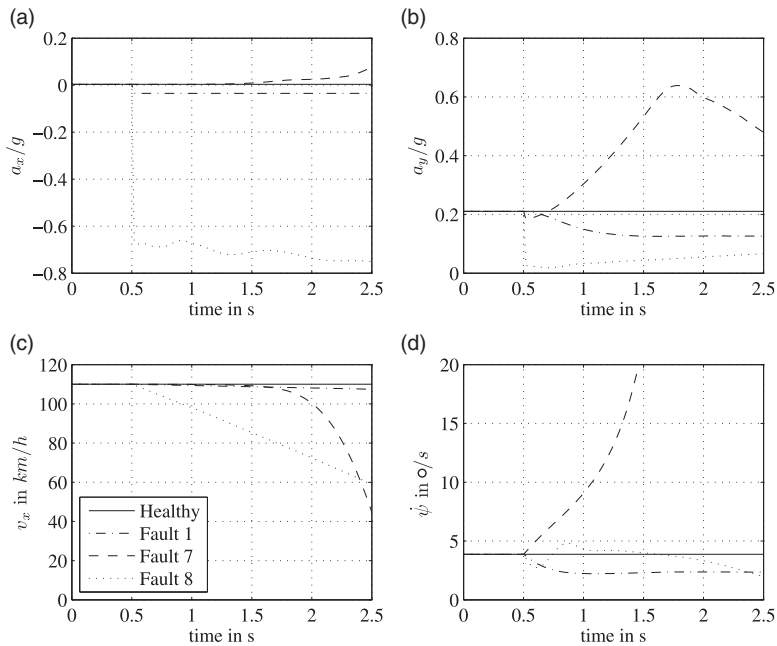 (a)
0.2
0
−0.2
−0.4
−0.6
−0.8
a_x/g
0 0.5 1 1.5 2 2.5
time in s
(b)
0.8
0.6
0.4
0.2
0
a_y/g
0 0.5 1 1.5 2 2.5
time in s
(c)
120
100
80
60
40
20
0
v_x in km/h
Healthy
Fault 1
Fault 7
Fault 8
0 0.5 1 1.5 2 2.5
time in s
(d)
20
15
10
5
0
ψ̇ in °/s
0 0.5 1 1.5 2 2.5
time in s